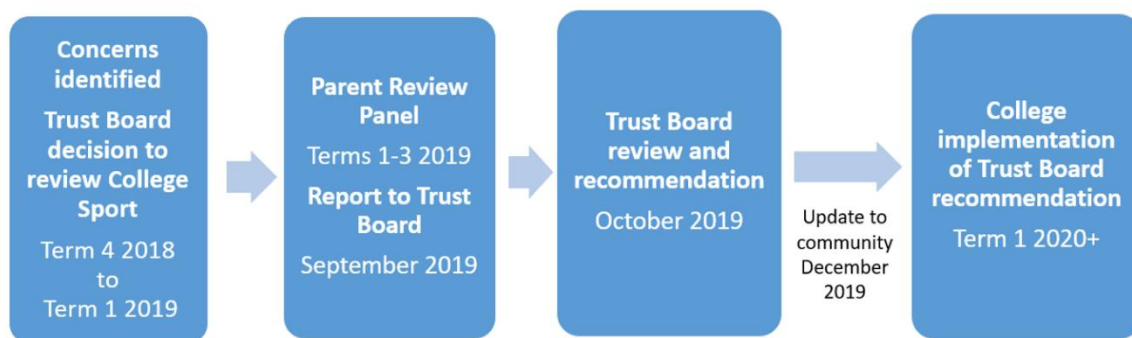 Concerns
identified
Trust Board
decision to
review College
Sport
Term 4 2018
to
Term 1 2019
Parent Review
Panel
Terms 1-3 2019
Report to Trust
Board
September 2019
Trust Board
review and
recommendation
October 2019
Update to
community
December
2019
College
implementation
of Trust Board
recommendation
Term 1 2020+